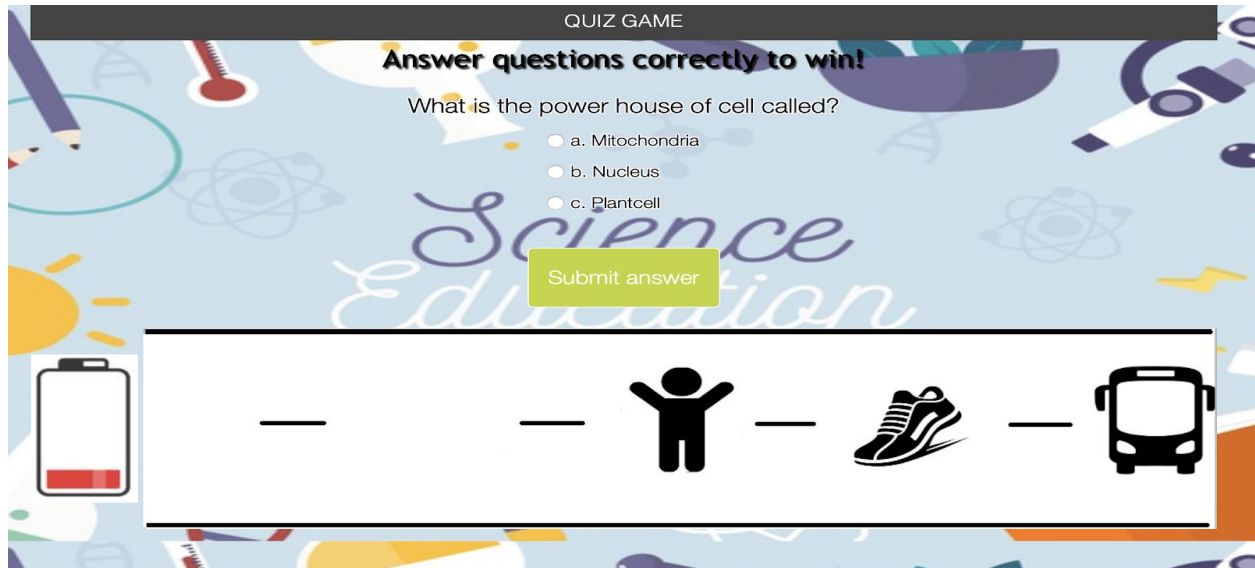 QUIZ GAME
Answer questions correctly to win!
What is the power house of cell called?
a. Mitochondria
b. Nucleus
c. Plantcell
Science
Submit answer
Education